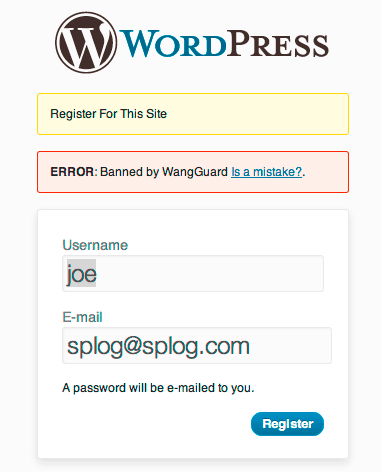 WORDPRESS
Register For This Site
ERROR: Banned by WangGuard Is a mistake?.
Username
joe
E-mail
splog@splog.com
A password will be e-mailed to you.
Register